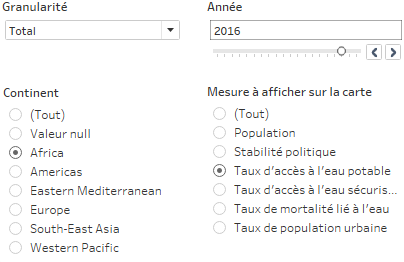 Granularité
Total
Année
2016
Continent
(Tout)
Valeur null
Africa
Americas
Eastern Mediterranean
Europe
South-East Asia
Western Pacific
Mesure à afficher sur la carte
(Tout)
Population
Stabilité politique
Taux d'accès à l'eau potable
Taux d'accès à l'eau sécuris...
Taux de mortalité lié à l'eau
Taux de population urbaine